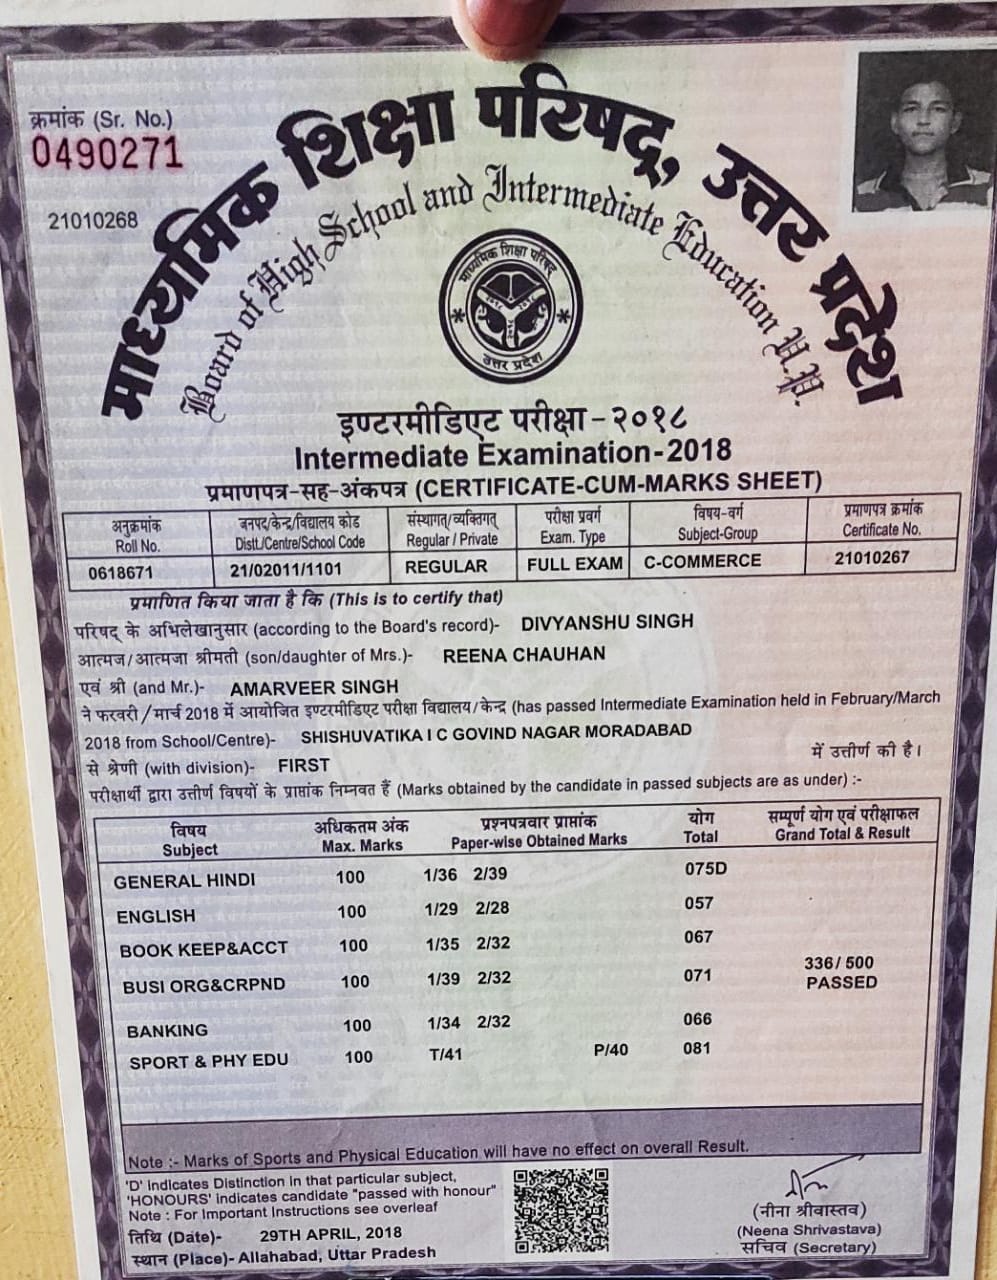 क्रमांक (Sr. No.)
0490271
21010268
माध्यमिक शिक्षा परिषद्, उत्तर प्रदेश
Board of High School and Intermediate Education U.P.
माध्यमिक शिक्षा परिषद
उत्तर प्रदेश
इण्टरमीडिएट परीक्षा-२०१८
Intermediate Examination-2018
प्रमाणपत्र-सह-अंकपत्र (CERTIFICATE-CUM-MARKS SHEET)
अनुक्रमांक जनपद/केन्द्र/विद्यालय कोड संस्थागत्/व्यक्तिगत् परीक्षा प्रवर्ग विषय-वर्ग प्रमाणपत्र क्रमांक
Roll No. Distt./Centre/School Code Regular / Private Exam. Type Subject-Group Certificate No.
0618671 21/02011/1101 REGULAR FULL EXAM C-COMMERCE 21010267
प्रमाणित किया जाता है कि (This is to certify that)
परिषद् के अभिलेखानुसार (according to the Board's record)- DIVYANSHU SINGH
आत्मज/आत्मजा श्रीमती (son/daughter of Mrs.)- REENA CHAUHAN
एवं श्री (and Mr.)- AMARVEER SINGH
ने फरवरी/मार्च 2018 में आयोजित इण्टरमीडिएट परीक्षा विद्यालय/केन्द्र (has passed Intermediate Examination held in February/March
2018 from School/Centre)- SHISHUVATIKA I C GOVIND NAGAR MORADABAD
में उत्तीर्ण की है।
से श्रेणी (with division)- FIRST
परीक्षार्थी द्वारा उत्तीर्ण विषयों के प्राप्तांक निम्नवत हैं (Marks obtained by the candidate in passed subjects are as under) :-
विषय अधिकतम अंक प्रश्नपत्रवार प्राप्तांक योग सम्पूर्ण योग एवं परीक्षाफल
Subject Max. Marks Paper-wise Obtained Marks Total Grand Total & Result
GENERAL HINDI 100 1/36 2/39 075D
ENGLISH 100 1/29 2/28 057
BOOK KEEP&ACCT 100 1/35 2/32 067
BUSI ORG&CRPND 100 1/39 2/32 071 336/ 500
PASSED
BANKING 100 1/34 2/32 066
SPORT & PHY EDU 100 T/41 P/40 081
Note :- Marks of Sports and Physical Education will have no effect on overall Result.
'D' indicates Distinction in that particular subject,
'HONOURS' indicates candidate "passed with honour"
Note : For Important Instructions see overleaf
तिथि (Date)- 29TH APRIL, 2018
स्थान (Place)- Allahabad, Uttar Pradesh
(नीना श्रीवास्तव)
(Neena Shrivastava)
सचिव (Secretary)